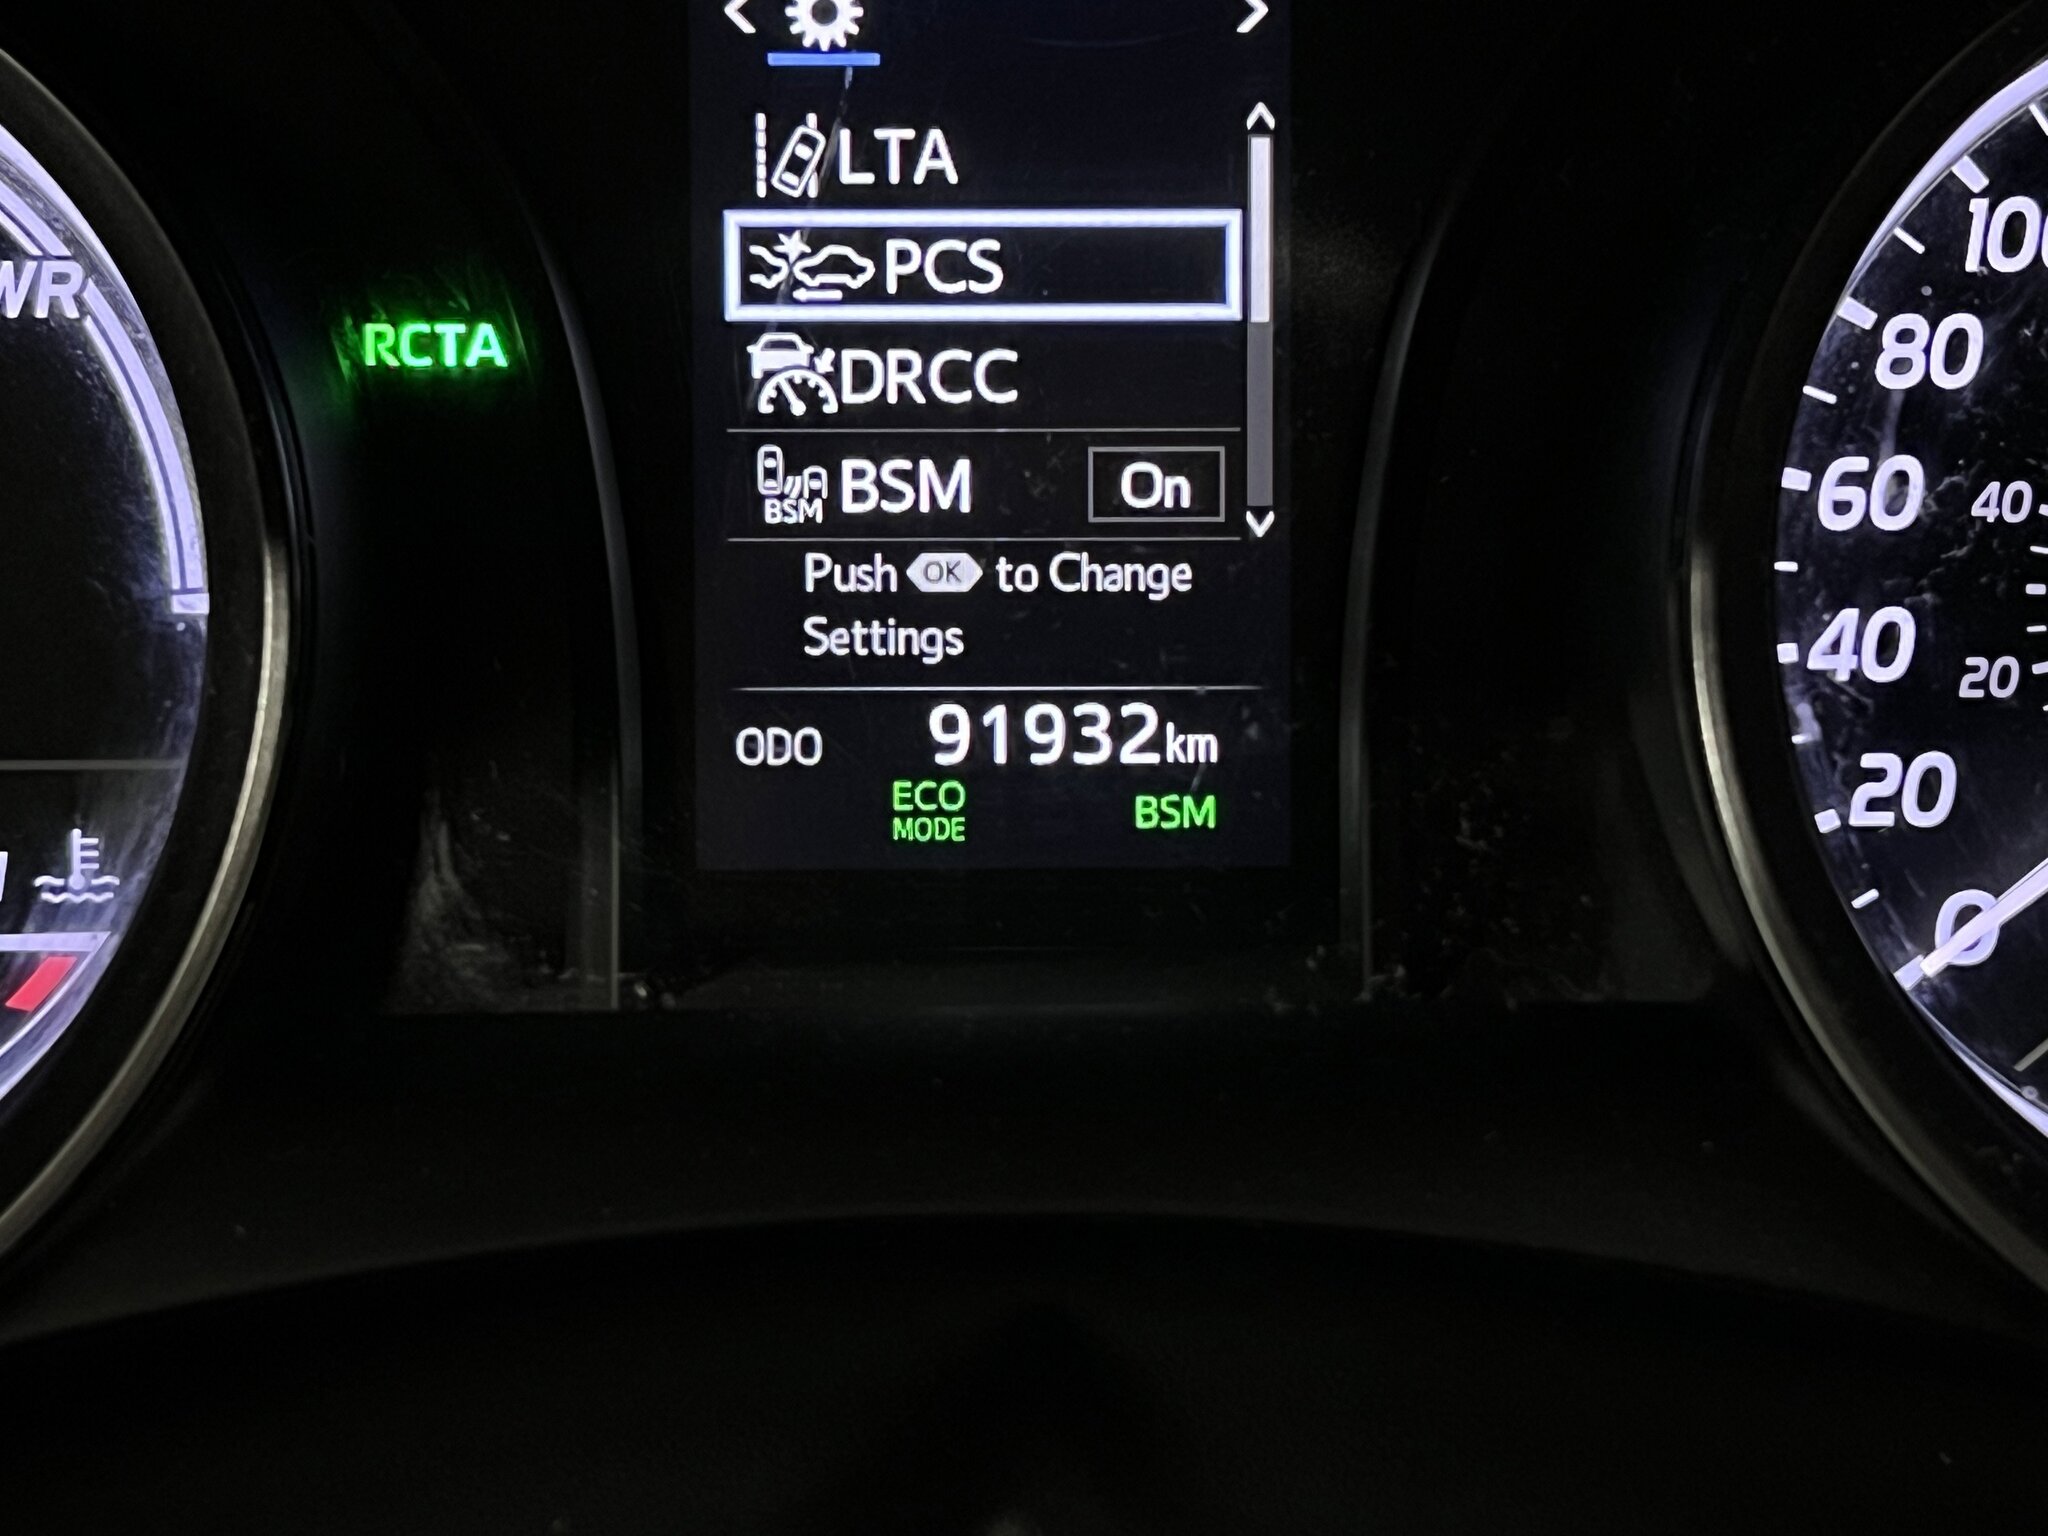 LTA
PCS
DRCC
BSM BSM On
Push OK to Change
Settings
ODO 91932km
ECO
MODE
BSM
RCTA
WR
100
80
60
40
20
0
40
20